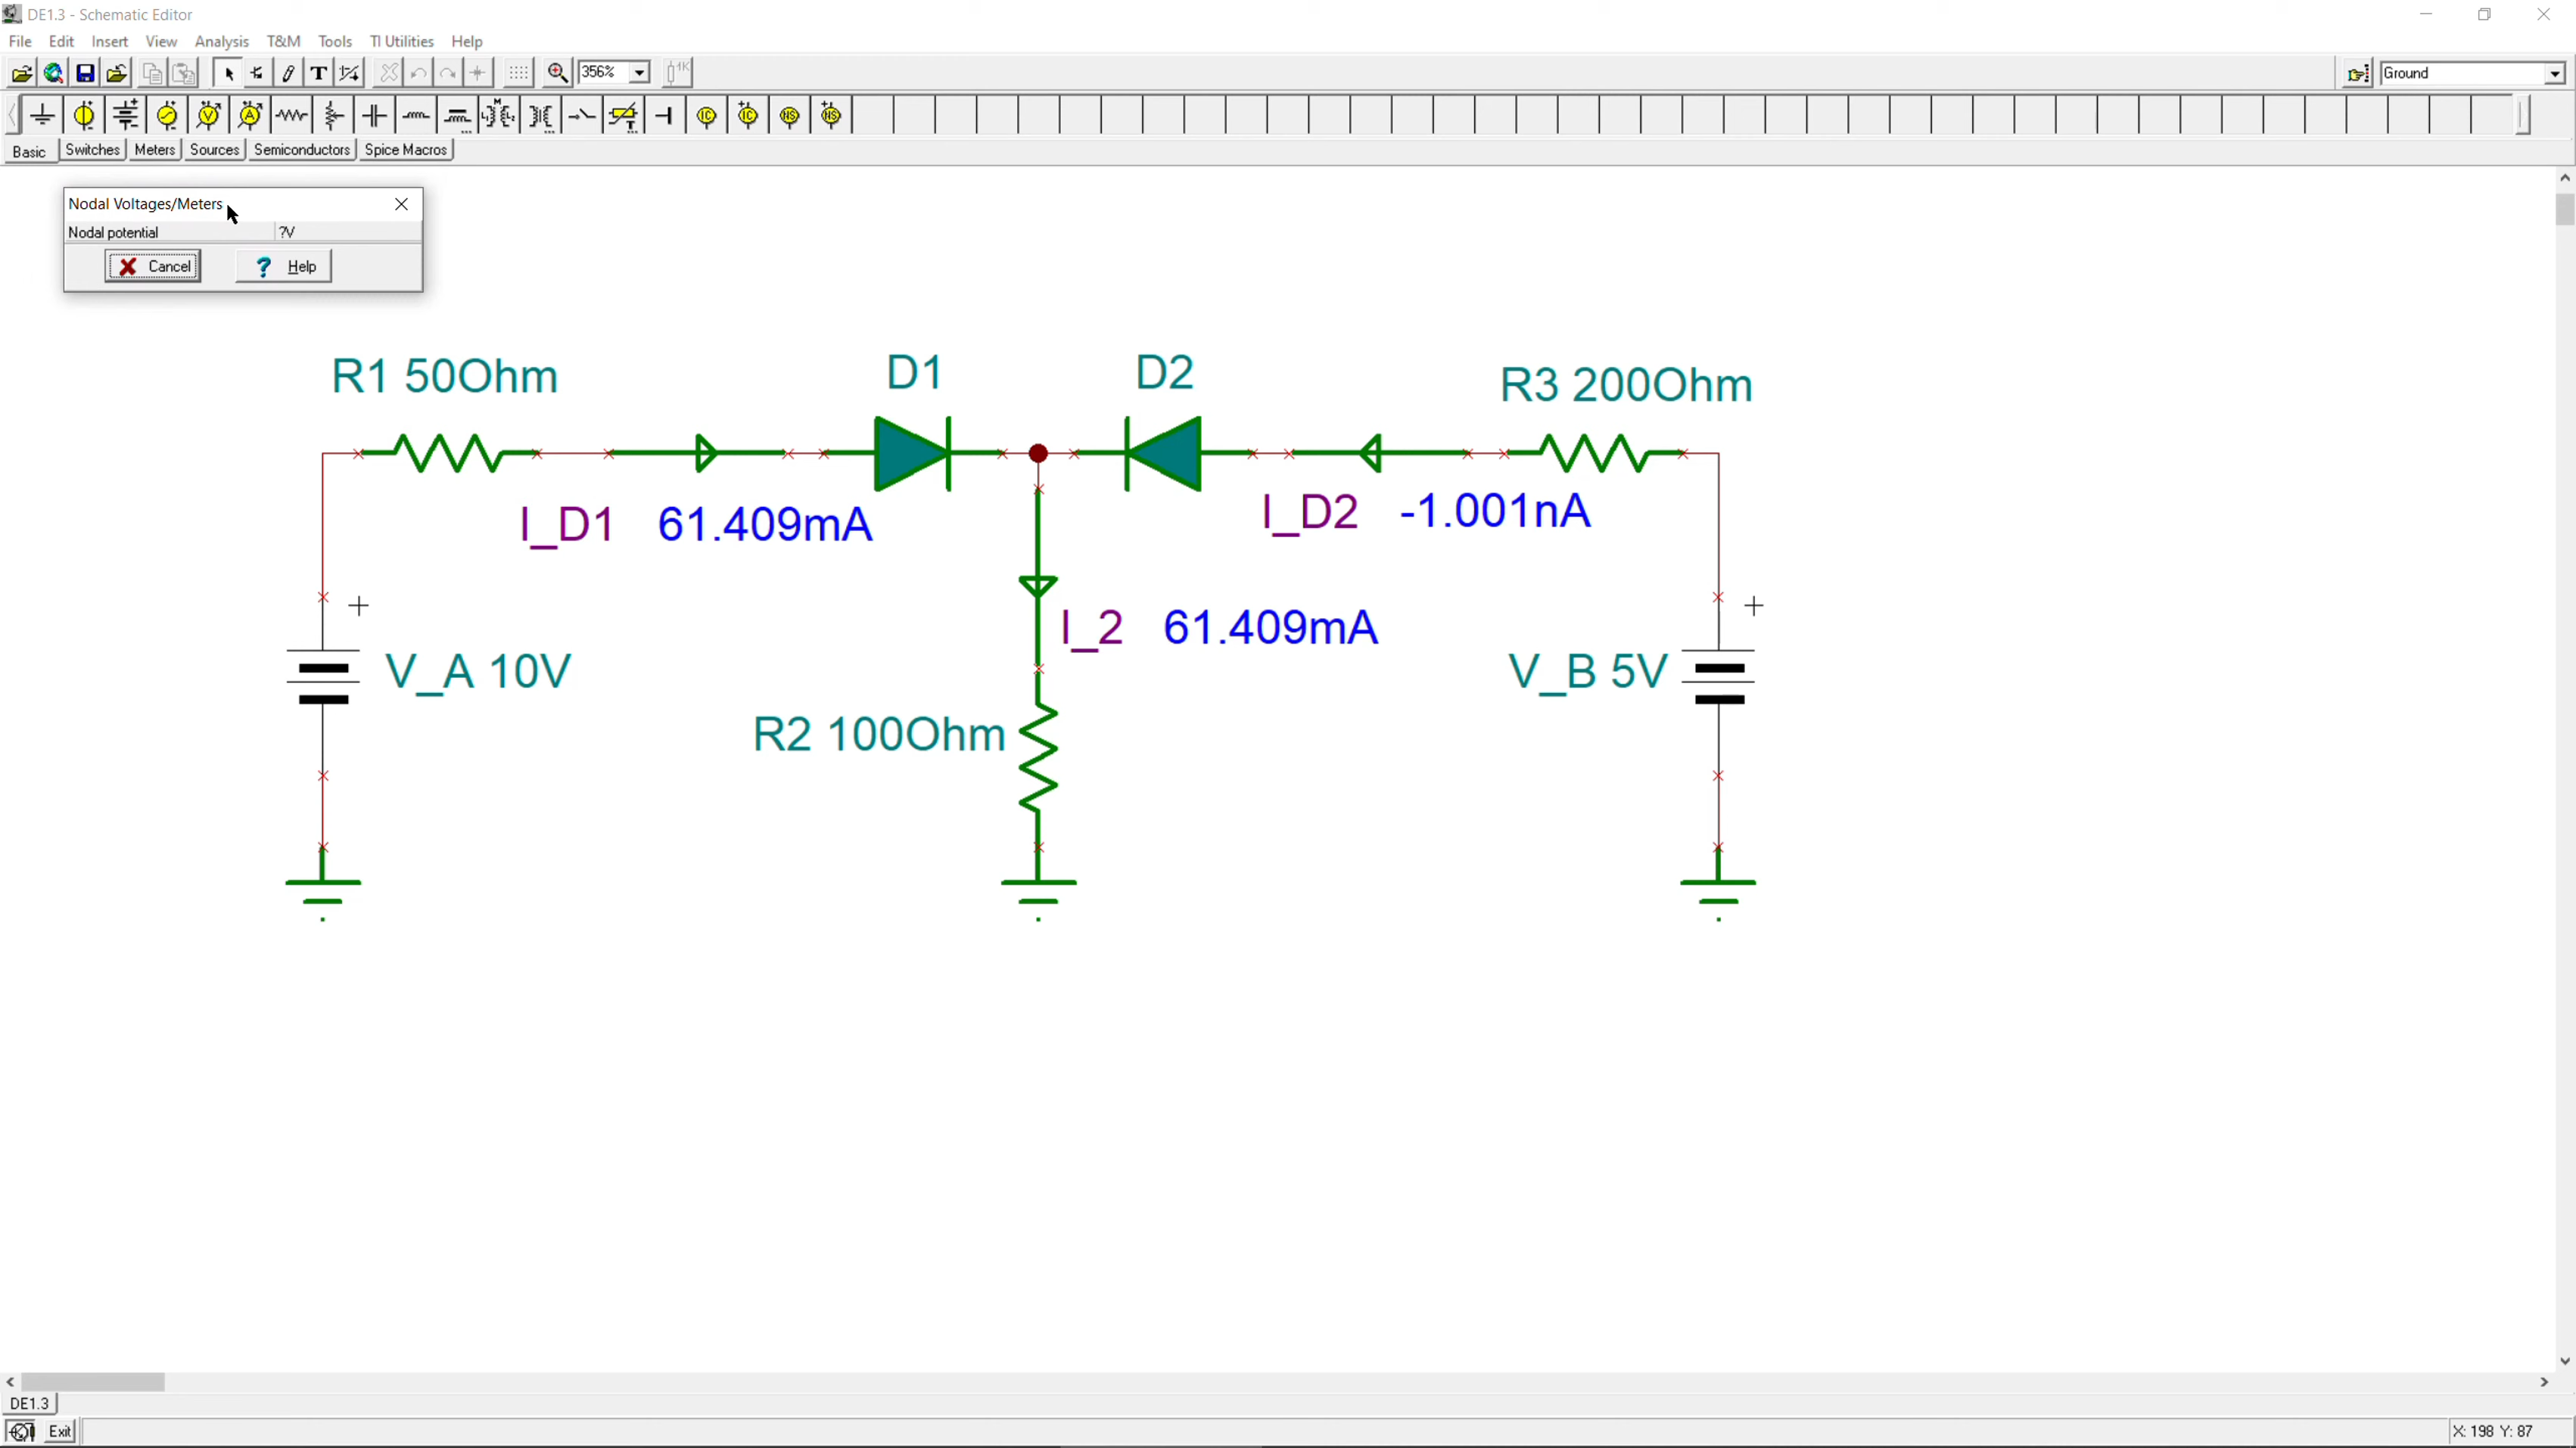 DE1.3 - Schematic Editor
File Edit Insert View Analysis T&M Tools TI Utilities Help
356% 1K Ground
Basic Switches Meters Sources Semiconductors Spice Macros
Nodal Voltages/Meters
Nodal potential ?V
Cancel ? Help
R1 50Ohm D1 D2 R3 200Ohm
I_D1 61.409mA I_D2 -1.001nA
I_2 61.409mA
V_A 10V V_B 5V
R2 100Ohm
DE1.3
Exit X: 198 Y: 87